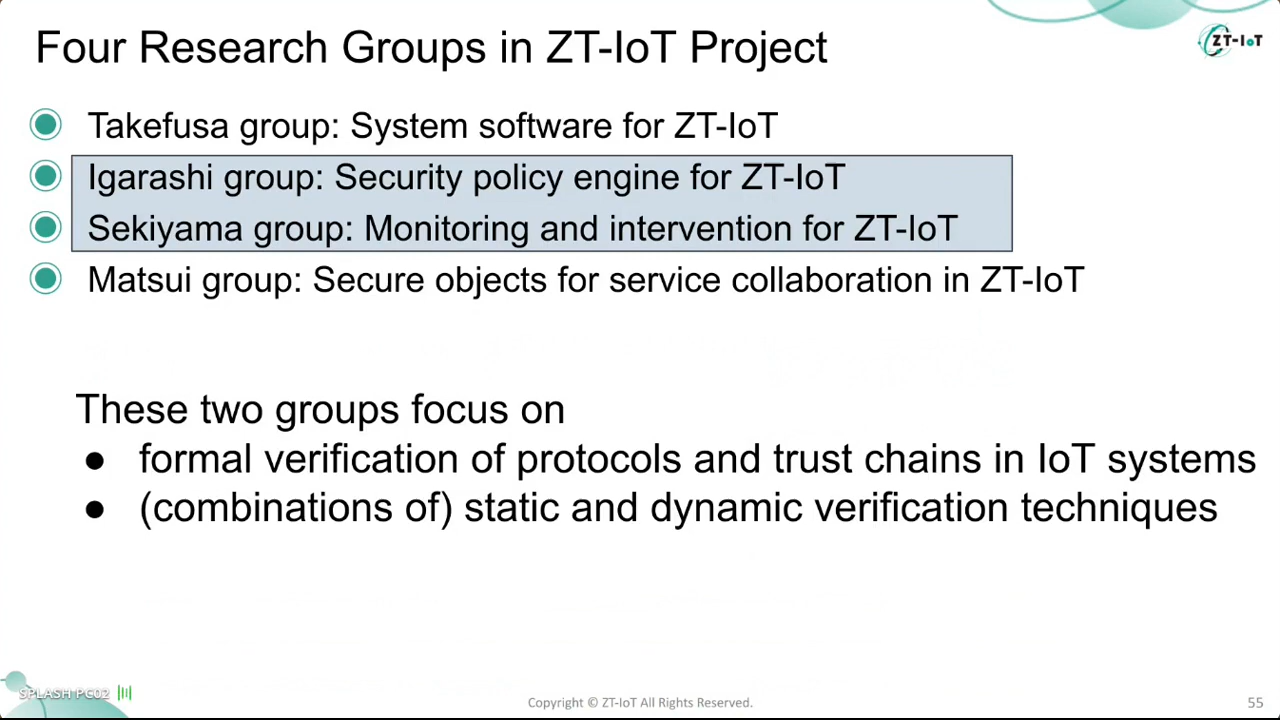 Four Research Groups in ZT-IoT Project
ZT-IoT
Takefusa group: System software for ZT-IoT
Igarashi group: Security policy engine for ZT-IoT
Sekiyama group: Monitoring and intervention for ZT-IoT
Matsui group: Secure objects for service collaboration in ZT-IoT
These two groups focus on
● formal verification of protocols and trust chains in IoT systems
● (combinations of) static and dynamic verification techniques
SPLASH PC02
Copyright © ZT-IoT All Rights Reserved.
55